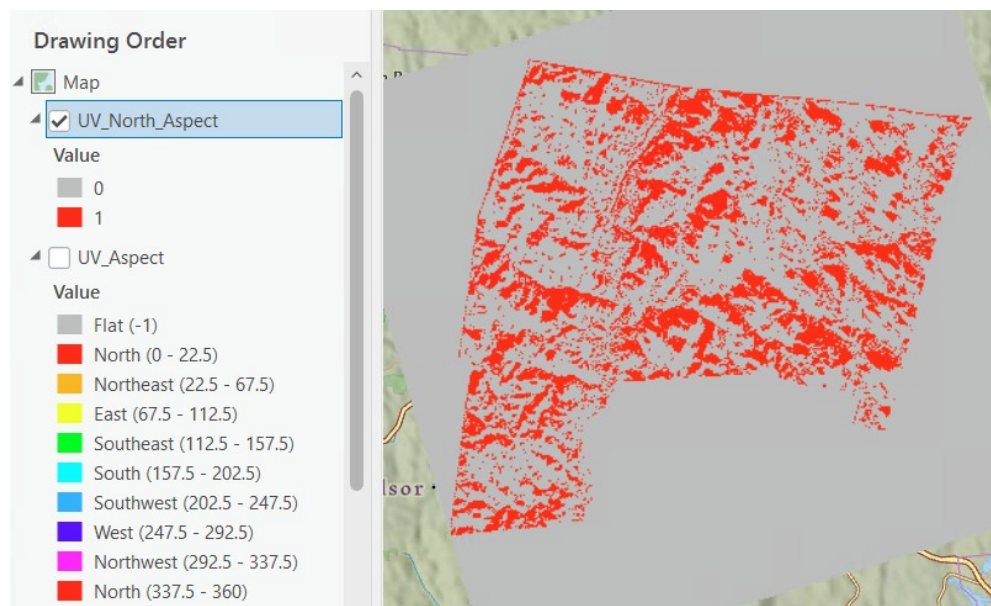 Drawing Order
Map
UV_North_Aspect
Value
0
1
UV_Aspect
Value
Flat (-1)
North (0 - 22.5)
Northeast (22.5 - 67.5)
East (67.5 - 112.5)
Southeast (112.5 - 157.5)
South (157.5 - 202.5)
Southwest (202.5 - 247.5)
West (247.5 - 292.5)
Northwest (292.5 - 337.5)
North (337.5 - 360)
lsor